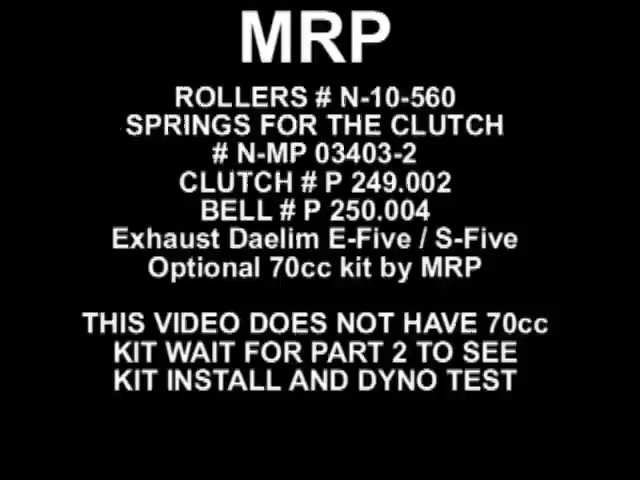 MRP
ROLLERS # N-10-560
SPRINGS FOR THE CLUTCH
# N-MP 03403-2
CLUTCH # P 249.002
BELL # P 250.004
Exhaust Daelim E-Five / S-Five
Optional 70cc kit by MRP
THIS VIDEO DOES NOT HAVE 70cc
KIT WAIT FOR PART 2 TO SEE
KIT INSTALL AND DYNO TEST